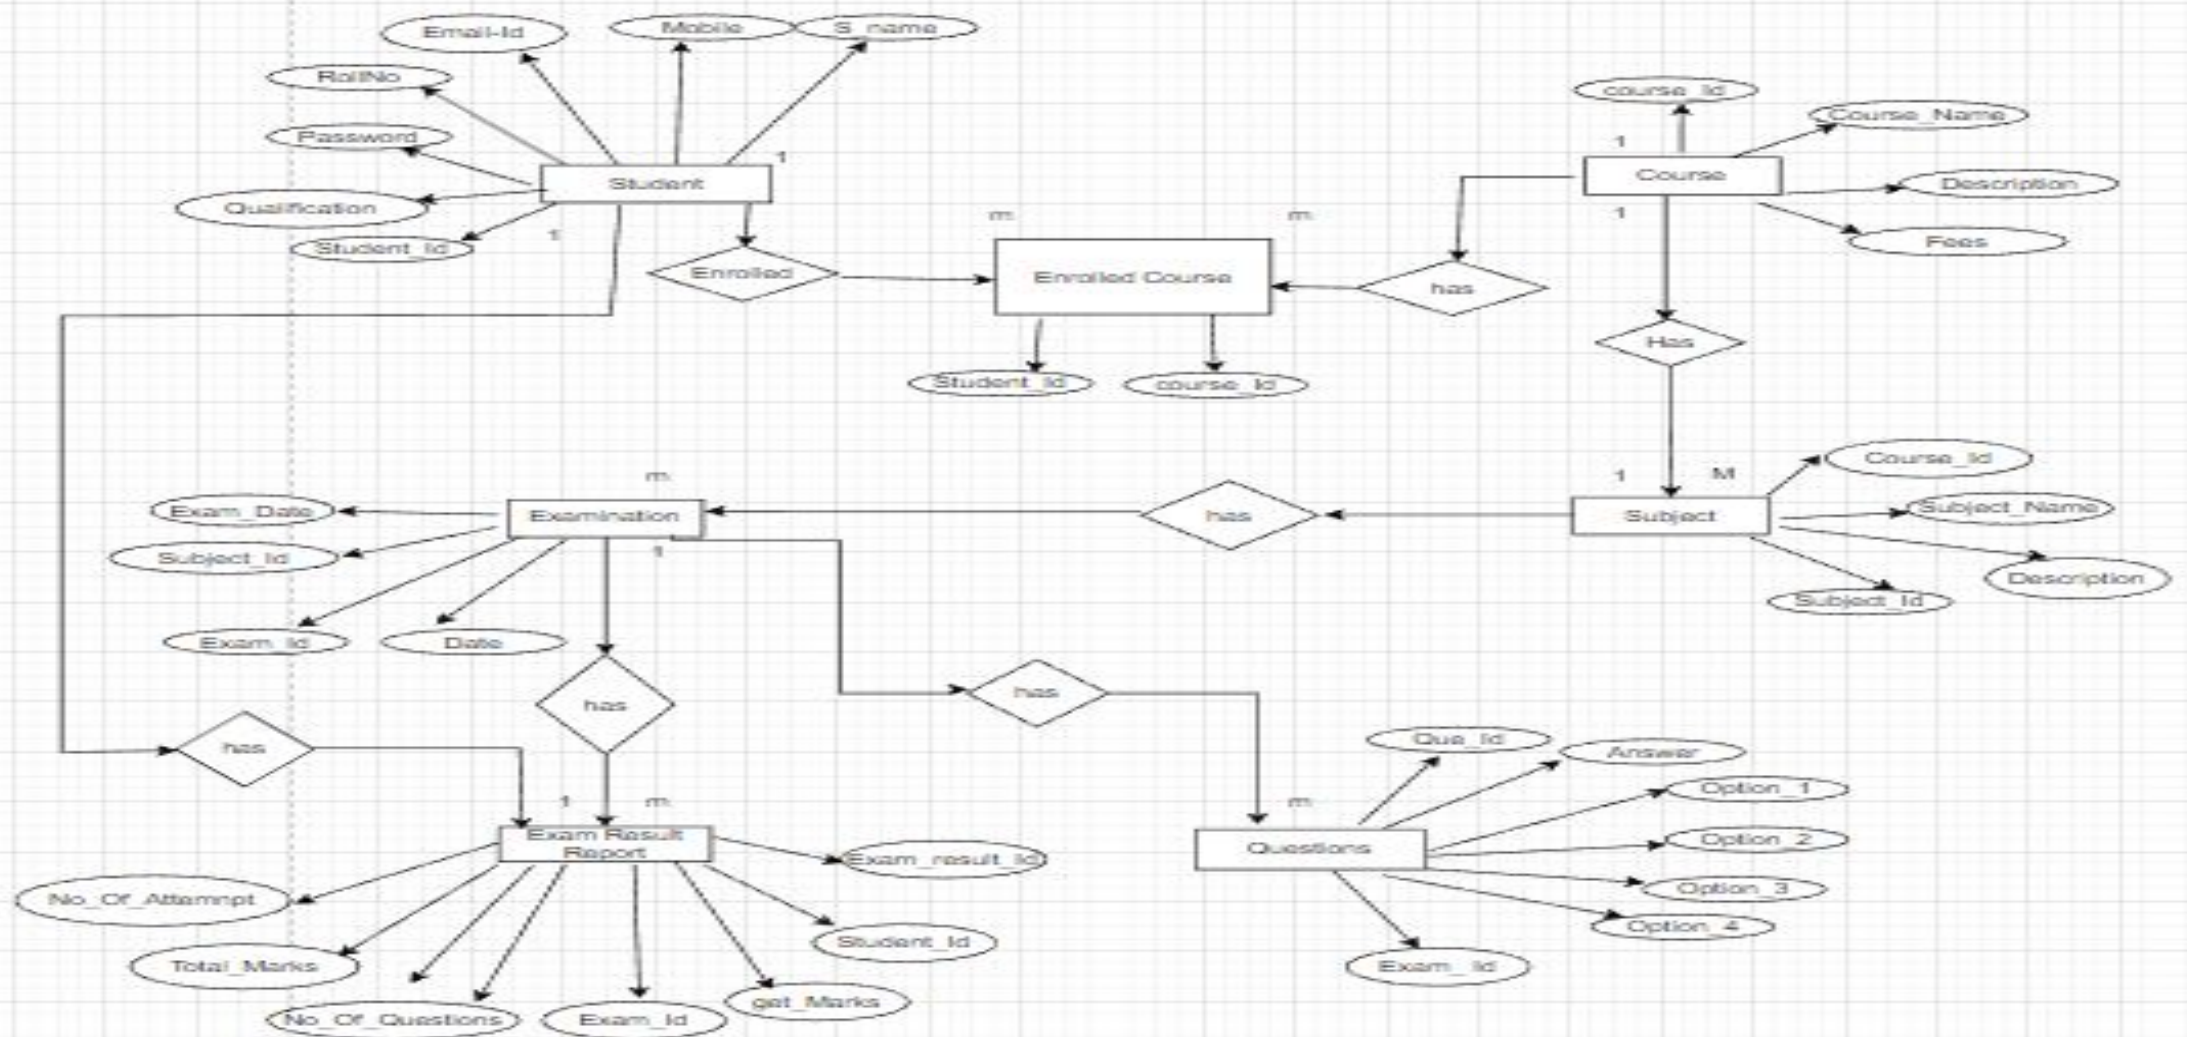 Email-Id
Mobile
S_name
RollNo
Password
Qualification
Student_Id
Student
1
1
Enrolled
m
m
Enrolled Course
Student_Id
course_Id
has
course_Id
Course_Name
1
Course
Description
Fees
1
Has
1
M
Subject
Course_Id
Subject_Name
Description
Subject_Id
has
m
Examination
1
Exam_Date
Subject_Id
Exam_Id
Date
has
has
has
1
m
Exam Result
Report
Exam_result_Id
Student_Id
get_Marks
Exam_Id
No_Of_Questions
Total_Marks
No_Of_Attemnpt
m
Questions
Que_Id
Answer
Option_1
Option_2
Option_3
Option_4
Exam_Id